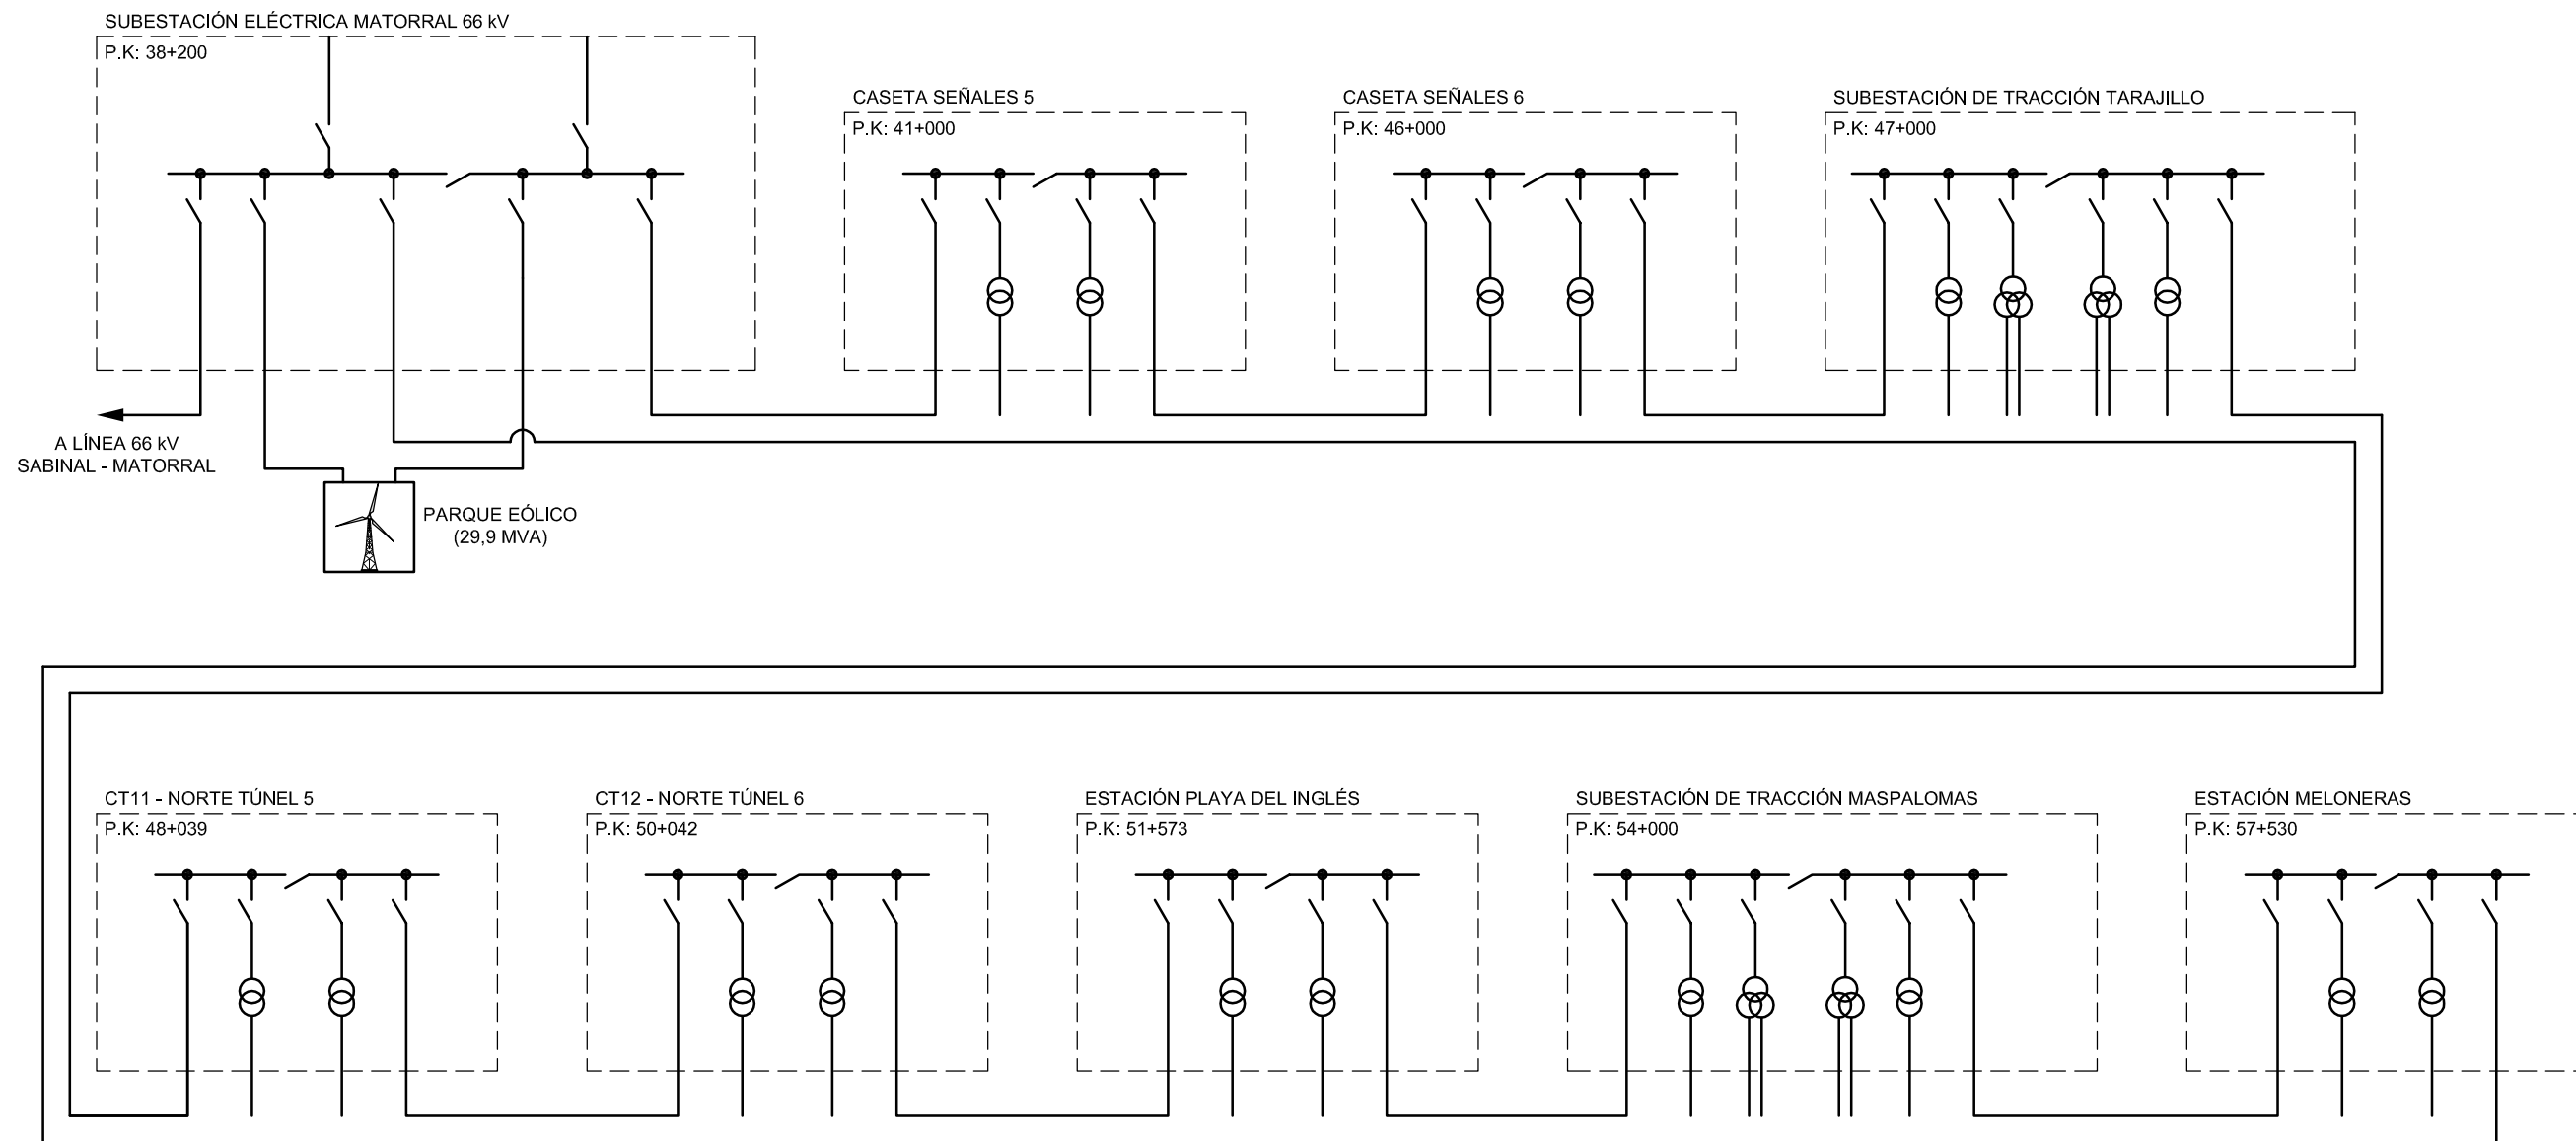 SUBESTACIÓN ELÉCTRICA MATORRAL 66 kV
P.K: 38+200
CASETA SEÑALES 5
P.K: 41+000
CASETA SEÑALES 6
P.K: 46+000
SUBESTACIÓN DE TRACCIÓN TARAJILLO
P.K: 47+000
A LÍNEA 66 kV
SABINAL - MATORRAL
PARQUE EÓLICO
(29,9 MVA)
CT11 - NORTE TÚNEL 5
P.K: 48+039
CT12 - NORTE TÚNEL 6
P.K: 50+042
ESTACIÓN PLAYA DEL INGLÉS
P.K: 51+573
SUBESTACIÓN DE TRACCIÓN MASPALOMAS
P.K: 54+000
ESTACIÓN MELONERAS
P.K: 57+530